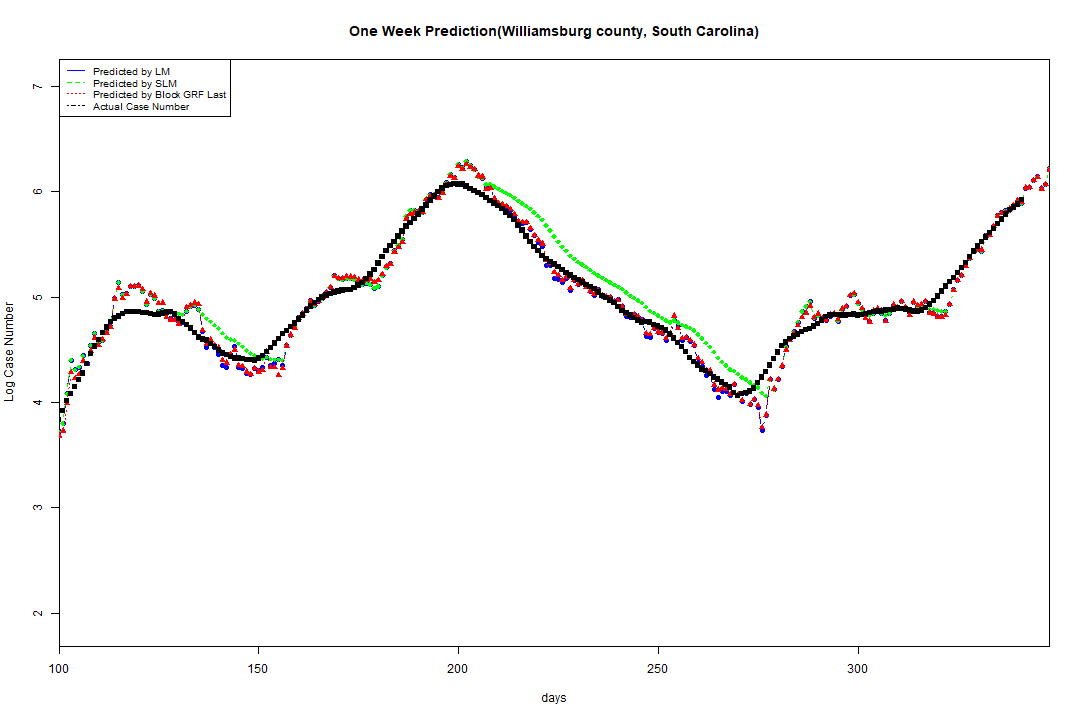 One Week Prediction(Williamsburg county, South Carolina)
Predicted by LM
Predicted by SLM
Predicted by Block GRF Last
Actual Case Number
7
6
5
4
3
2
Log Case Number
100 150 200 250 300
days